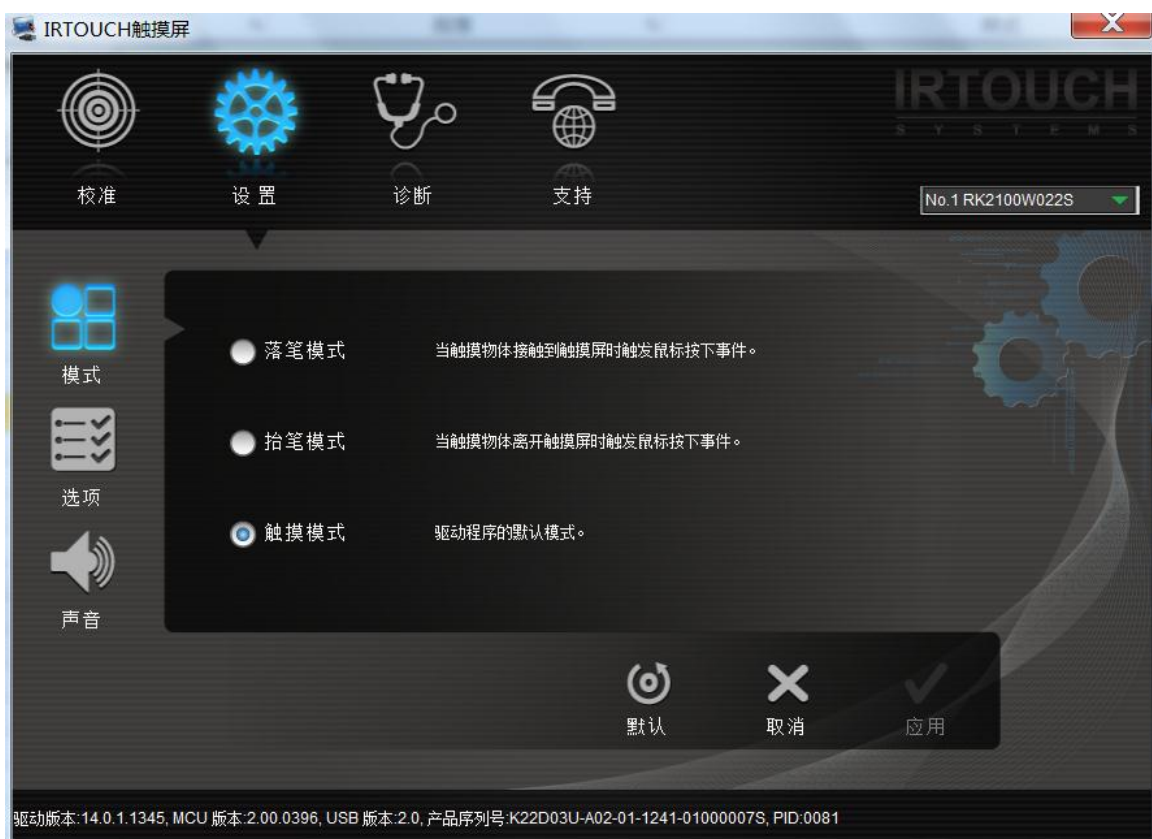 IRTOUCH触摸屏
IRTOUCH
SYSTEMS
校准
设置
诊断
支持
No.1 RK2100W022S
模式
落笔模式
当触摸物体接触到触摸屏时触发鼠标按下事件。
抬笔模式
当触摸物体离开触摸屏时触发鼠标按下事件。
选项
触摸模式
驱动程序的默认模式。
声音
默认
取消
应用
驱动版本:14.0.1.1345, MCU 版本:2.00.0396, USB 版本:2.0, 产品序列号:K22D03U-A02-01-1241-01000007S, PID:0081